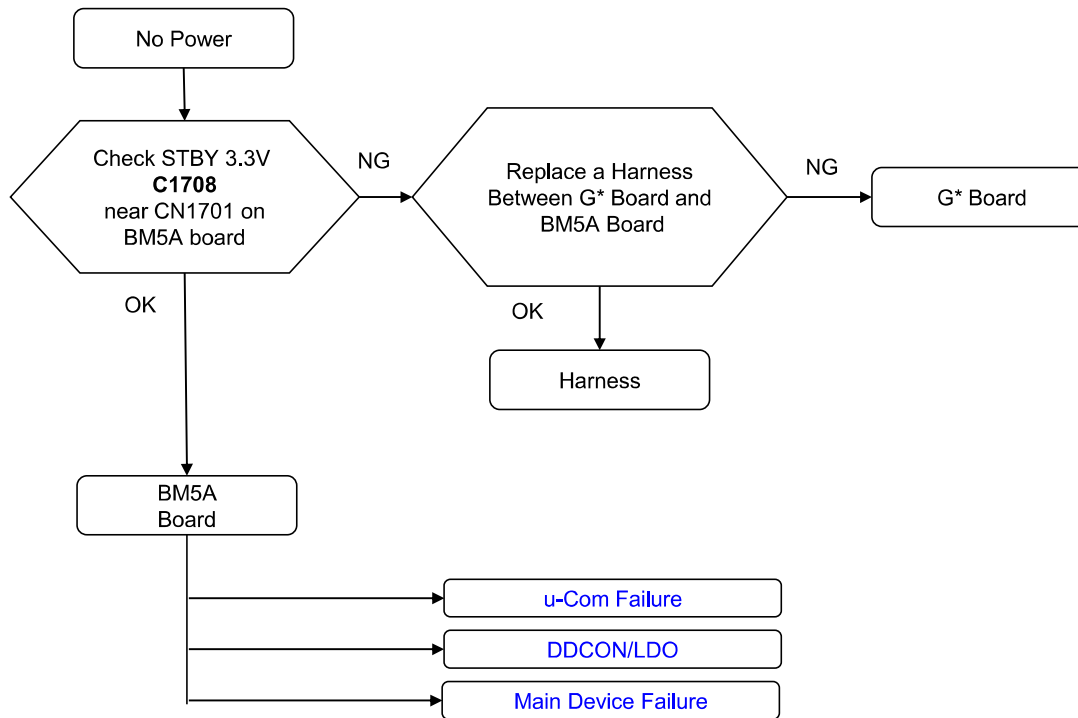 No Power
Check STBY 3.3V
C1708
near CN1701 on
BM5A board
NG
Replace a Harness
Between G* Board and
BM5A Board
NG
G* Board
OK
OK
Harness
BM5A
Board
u-Com Failure
DDCON/LDO
Main Device Failure